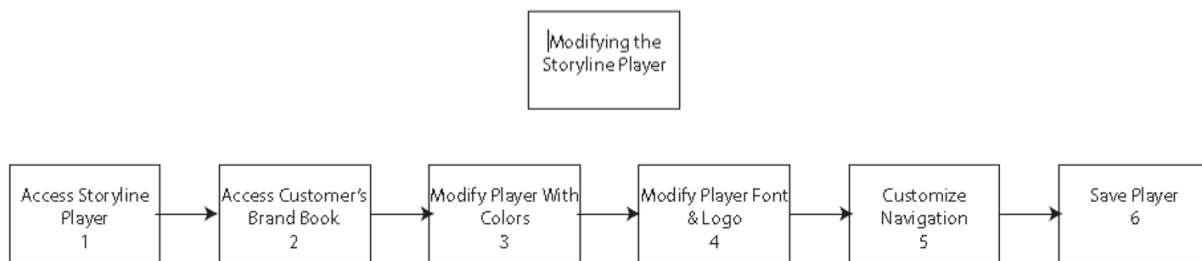 Modifying the
Storyline Player
Access Storyline
Player
1
Access Customer's
Brand Book
2
Modify Player With
Colors
3
Modify Player Font
& Logo
4
Customize
Navigation
5
Save Player
6